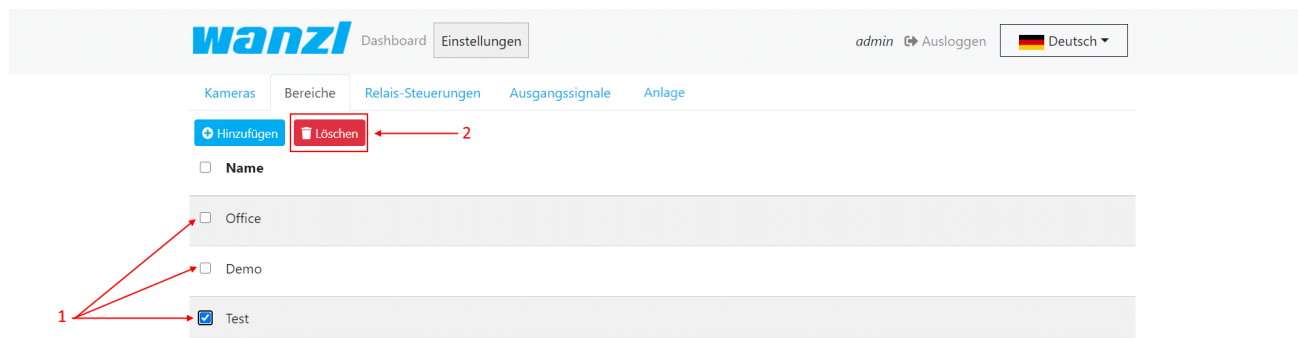 wanzl Dashboard Einstellungen admin Ausloggen Deutsch
Kameras Bereiche Relais-Steuerungen Ausgangssignale Anlage
Hinzufügen Löschen 2
Name
Office
Demo
1 Test